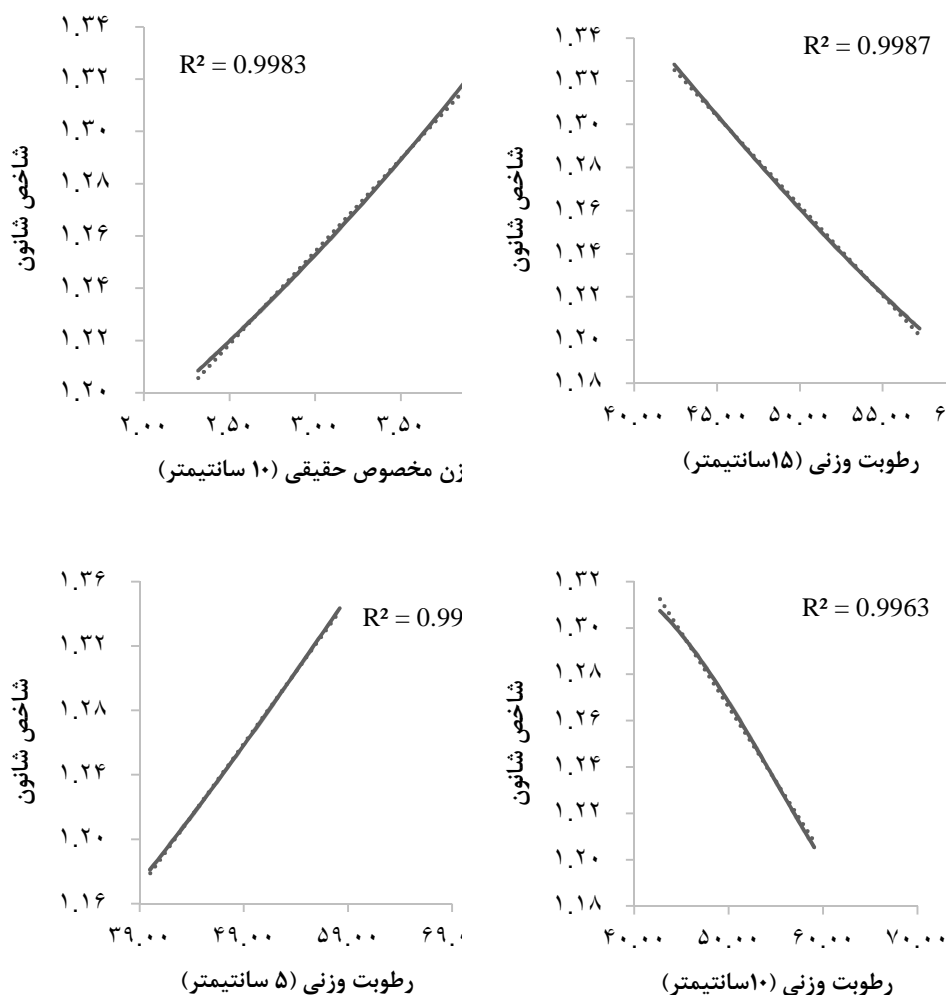 ۱.۳۴
۱.۳۲
۱.۳۰
۱.۲۸
۱.۲۶
۱.۲۴
۱.۲۲
۱.۲۰
R² = 0.9983
شاخص شانون
۲.۰۰ ۲.۵۰ ۳.۰۰ ۳.۵۰
زن مخصوص حقیقی (۱۰ سانتیمتر)
۱.۳۴
۱.۳۲
۱.۳۰
۱.۲۸
۱.۲۶
۱.۲۴
۱.۲۲
۱.۲۰
۱.۱۸
R² = 0.9987
شاخص شانون
۴۰.۰۰ ۴۵.۰۰ ۵۰.۰۰ ۵۵.۰۰ ۶
رطوبت وزنی (۱۵سانتیمتر)
۱.۳۶
۱.۳۲
۱.۲۸
۱.۲۴
۱.۲۰
۱.۱۶
R² = 0.99
شاخص شانون
۳۹.۰۰ ۴۹.۰۰ ۵۹.۰۰ ۶۹.۰
رطوبت وزنی (۵ سانتیمتر)
۱.۳۲
۱.۳۰
۱.۲۸
۱.۲۶
۱.۲۴
۱.۲۲
۱.۲۰
۱.۱۸
R² = 0.9963
شاخص شانون
۴۰.۰۰ ۵۰.۰۰ ۶۰.۰۰ ۷۰.۰۰
رطوبت وزنی (۱۰سانتیمتر)